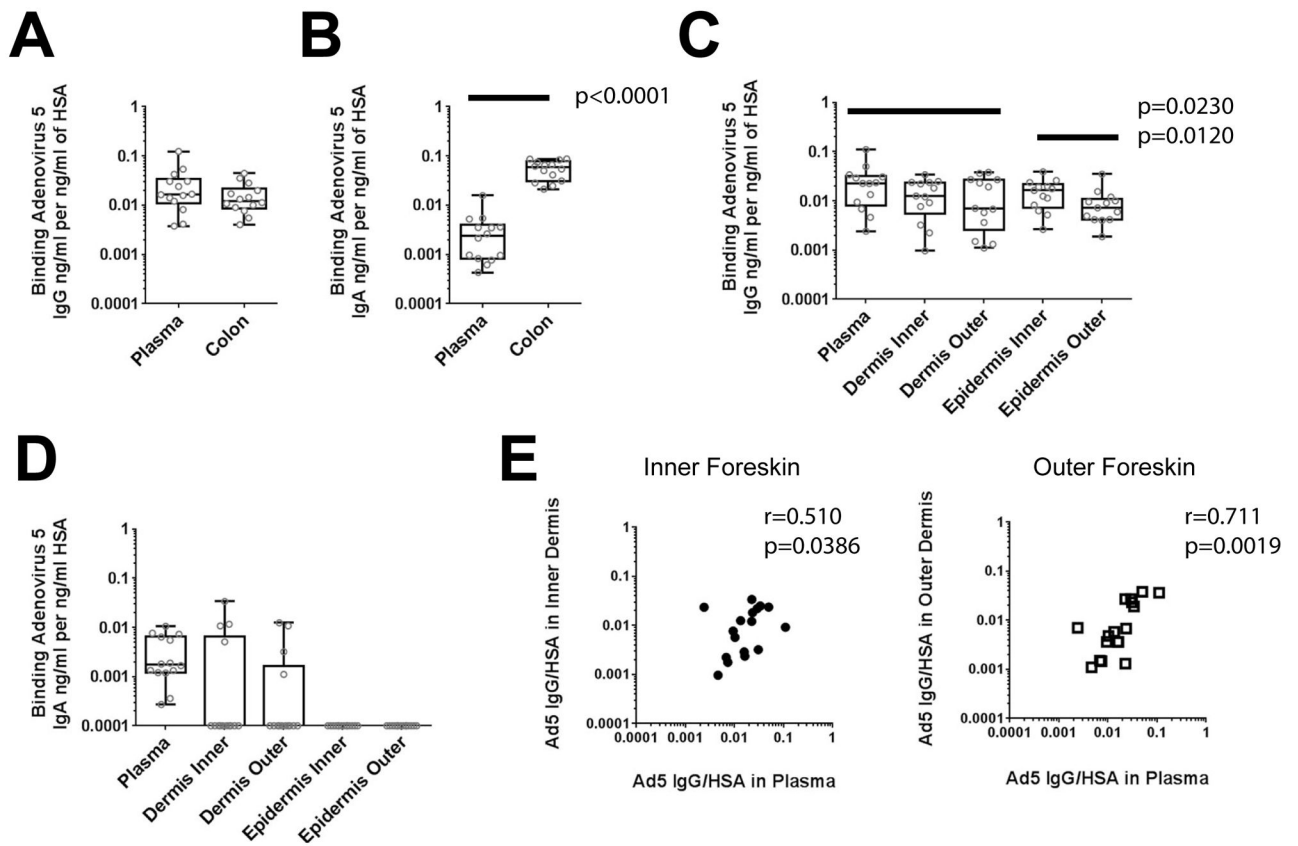 A
Binding Adenovirus 5
IgG ng/ml per ng/ml of HSA
1
0.1
0.01
0.001
0.0001
Plasma
Colon
B
Binding Adenovirus 5
IgA ng/ml per ng/ml of HSA
1
0.1
0.01
0.001
0.0001
p<0.0001
Plasma
Colon
C
Binding Adenovirus 5
IgG ng/ml per ng/ml of HSA
1
0.1
0.01
0.001
0.0001
p=0.0230
p=0.0120
Plasma
Dermis Inner
Dermis Outer
Epidermis Inner
Epidermis Outer
D
Binding Adenovirus 5
IgA ng/ml per ng/ml HSA
1
0.1
0.01
0.001
0.0001
Plasma
Dermis Inner
Dermis Outer
Epidermis Inner
Epidermis Outer
E
Inner Foreskin
r=0.510
p=0.0386
Ad5 IgG/HSA in Inner Dermis
1
0.1
0.01
0.001
0.0001
0.0001 0.001 0.01 0.1 1
Ad5 IgG/HSA in Plasma
Outer Foreskin
r=0.711
p=0.0019
Ad5 IgG/HSA in Outer Dermis
1
0.1
0.01
0.001
0.0001
0.0001 0.001 0.01 0.1 1
Ad5 IgG/HSA in Plasma